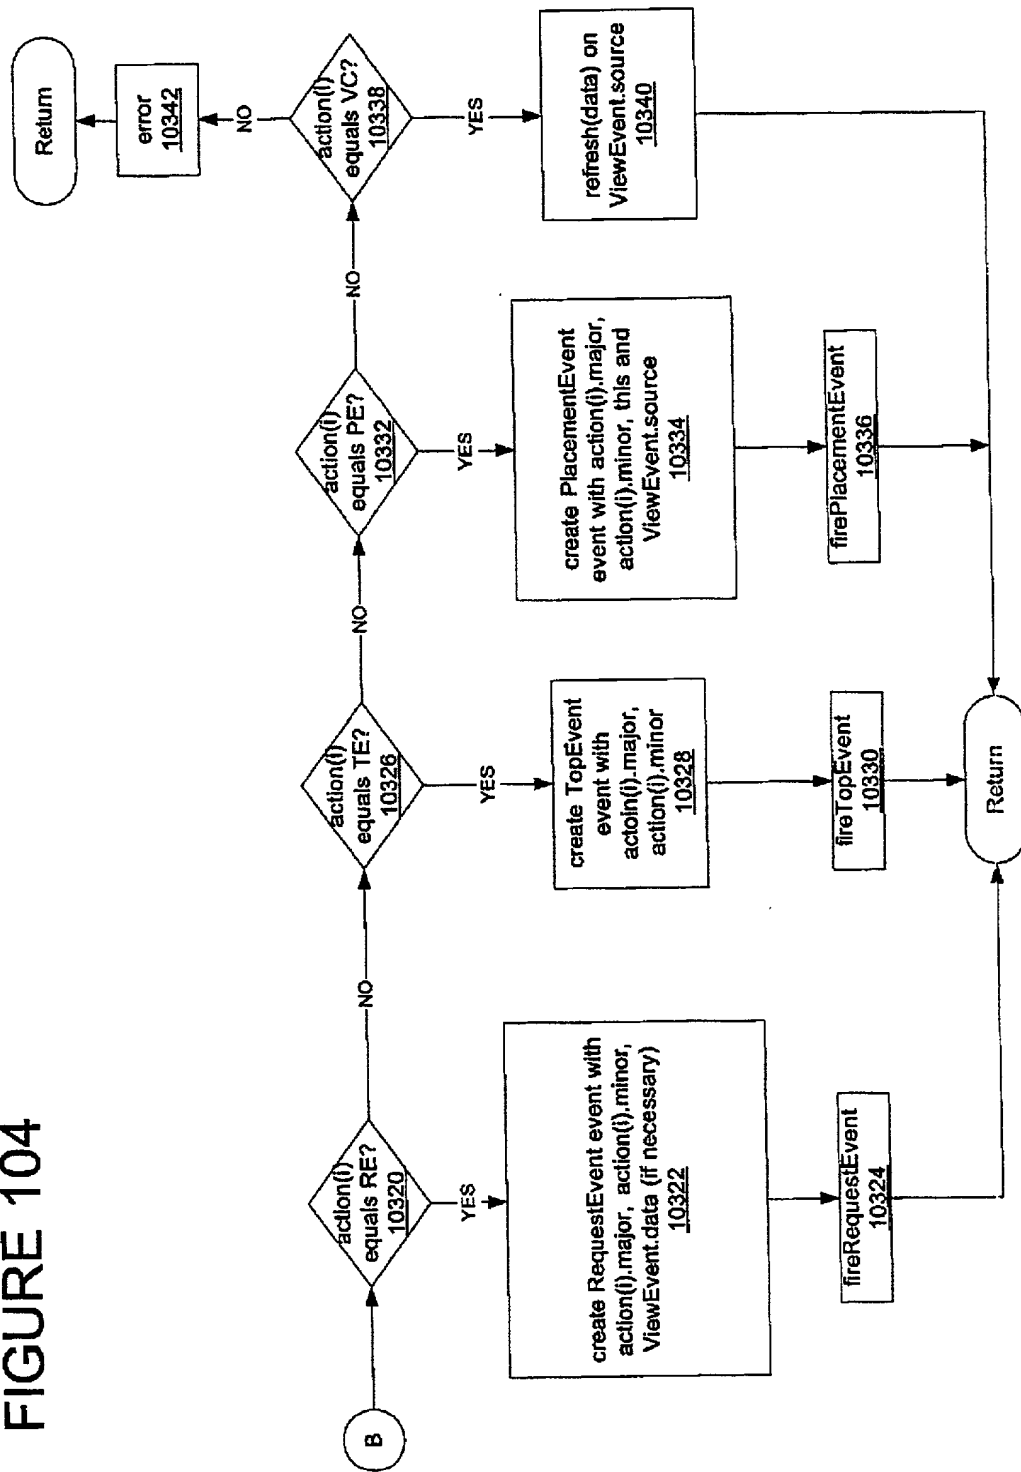 FIGURE 104
B
action(i)
equals RE?
10320
NO
YES
create RequestEvent event with
action(i).major, action(i).minor,
ViewEvent.data (if necessary)
10322
fireRequestEvent
10324
action(i)
equals TE?
10326
NO
YES
create TopEvent
event with
actoin(i).major,
action(i).minor
10328
fireTopEvent
10330
action(i)
equals PE?
10332
NO
YES
create PlacementEvent
event with action(i).major,
action(i).minor, this and
ViewEvent.source
10334
firePlacementEvent
10336
action(i)
equals VC?
10338
NO
YES
refresh(data) on
ViewEvent.source
10340
error
10342
Return
Return